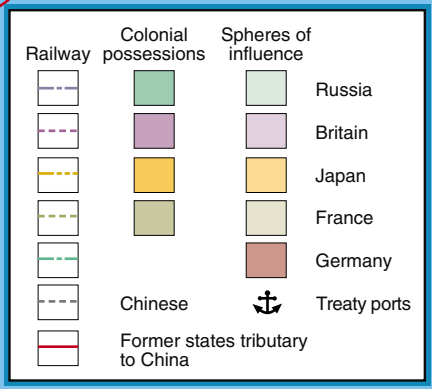 Colonial possessions
Spheres of influence
Railway
Russia
Britain
Japan
France
Germany
Chinese
Treaty ports
Former states tributary
to China